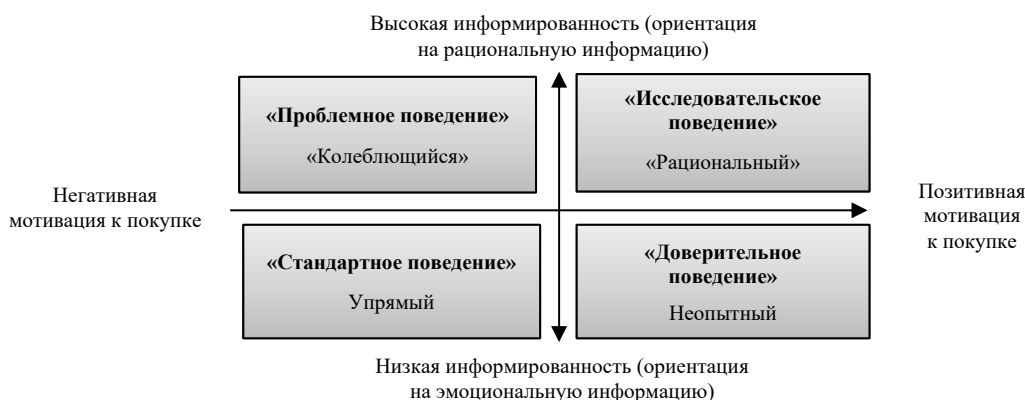 Высокая информированность (ориентация
на рациональную информацию)
«Проблемное поведение»
«Колеблющийся»
«Исследовательское
поведение»
«Рациональный»
Негативная
мотивация к покупке
Позитивная
мотивация
к покупке
«Стандартное поведение»
Упрямый
«Доверительное
поведение»
Неопытный
Низкая информированность (ориентация
на эмоциональную информацию)